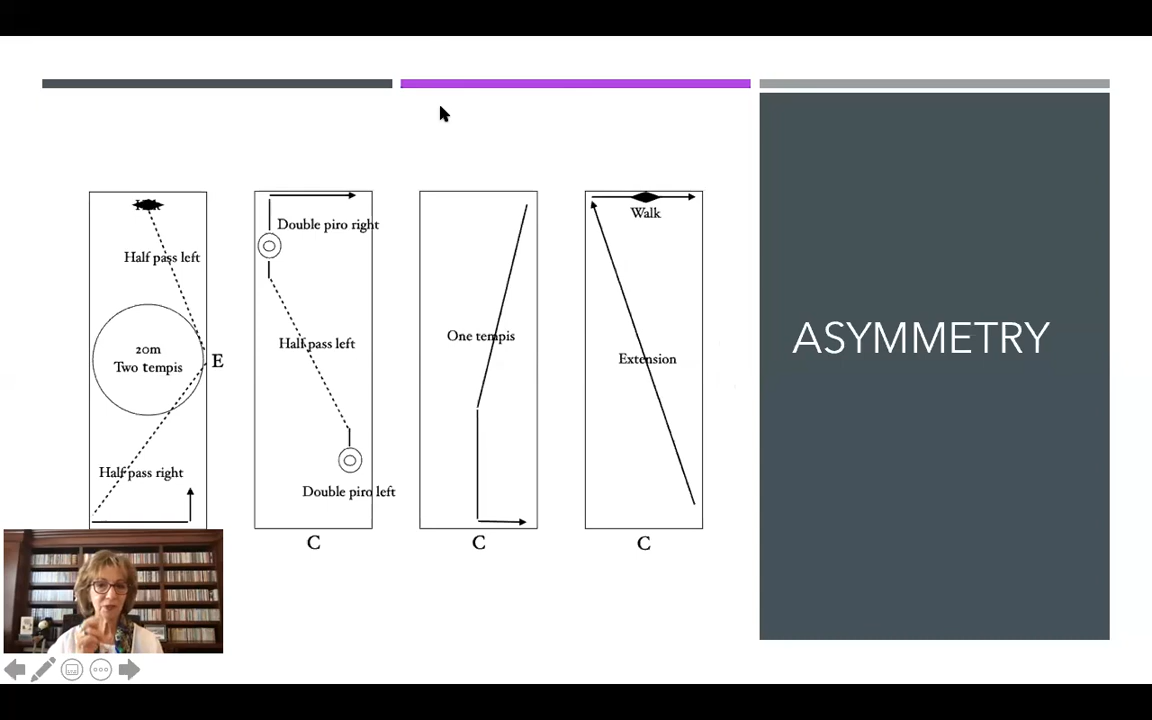 Half pass left
20m
Two tempis
E
Half pass right
Double piro right
Half pass left
Double piro left
C
One tempis
C
Walk
Extension
C
ASYMMETRY